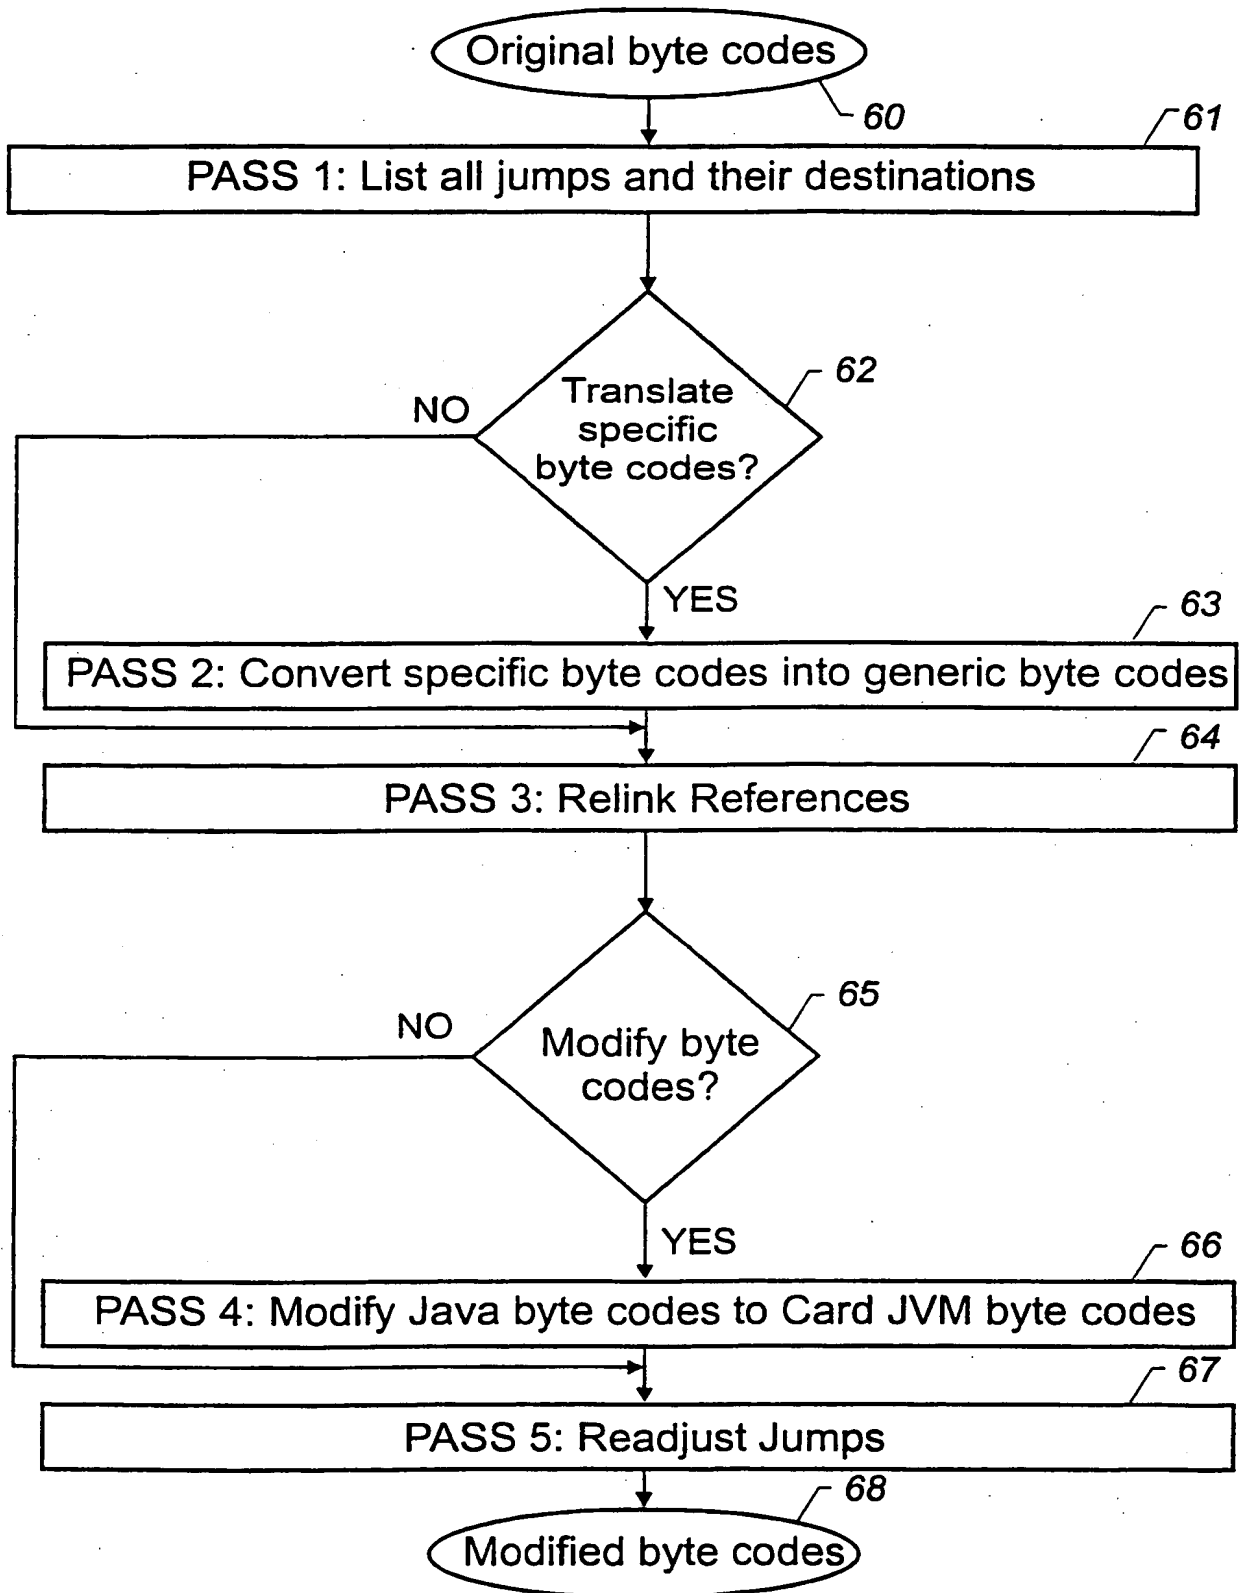 Original byte codes
60
61
PASS 1: List all jumps and their destinations
62
Translate
specific
byte codes?
NO
YES
63
PASS 2: Convert specific byte codes into generic byte codes
64
PASS 3: Relink References
65
NO
Modify byte
codes?
YES
66
PASS 4: Modify Java byte codes to Card JVM byte codes
67
PASS 5: Readjust Jumps
68
Modified byte codes